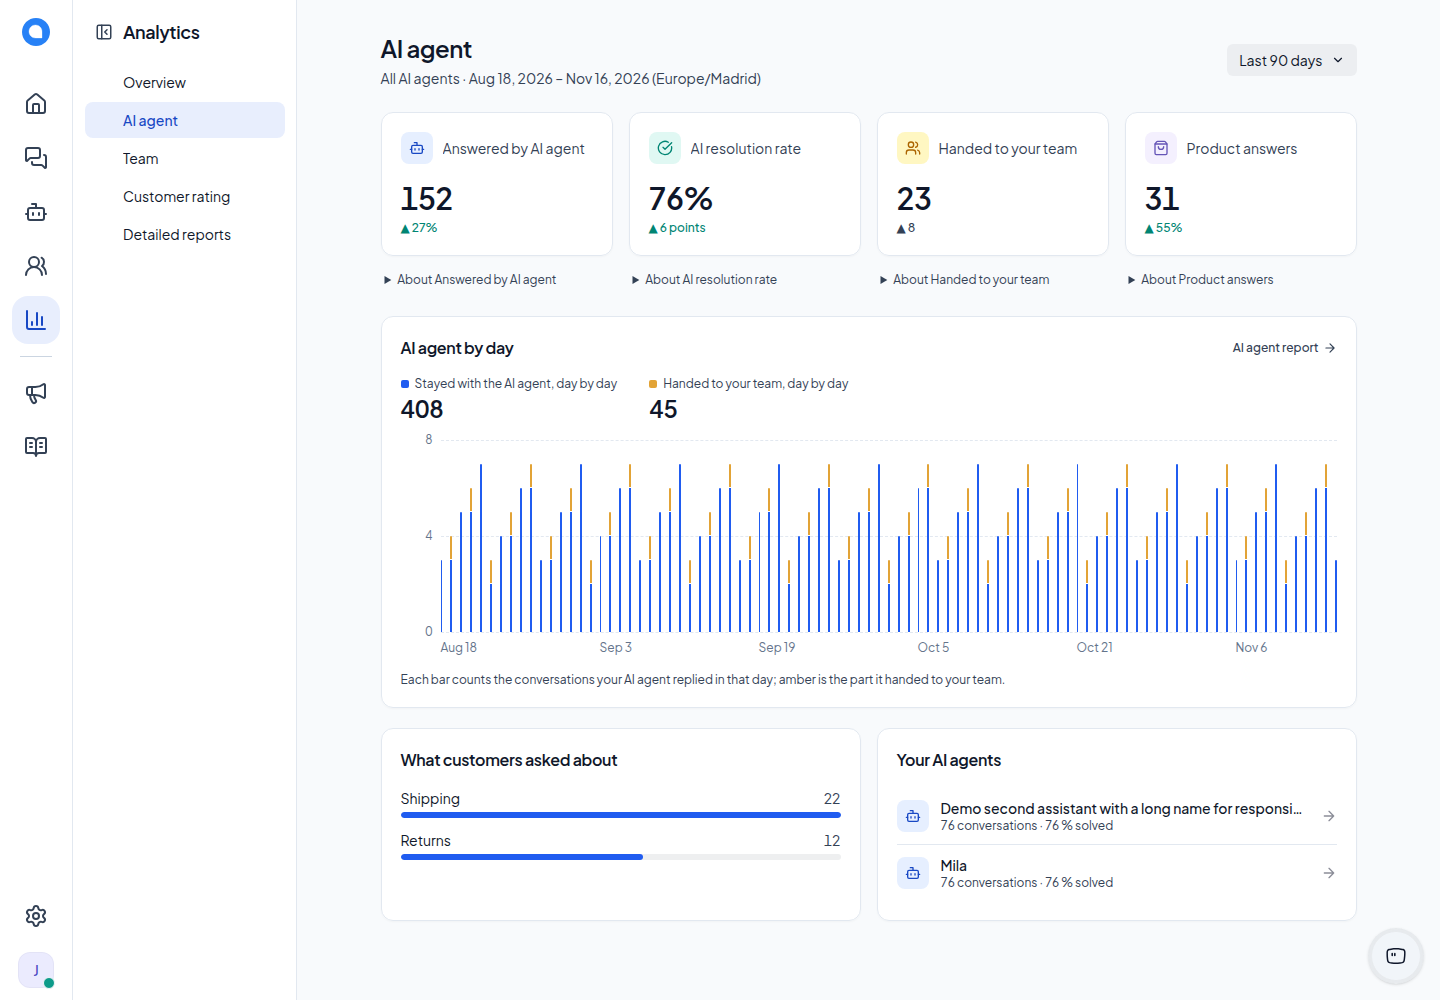 Analytics
Overview
AI agent
Team
Customer rating
Detailed reports
J
AI agent
All AI agents · Aug 18, 2026 – Nov 16, 2026 (Europe/Madrid)
Last 90 days
Answered by AI agent
152
▲ 27%
AI resolution rate
76%
▲ 6 points
Handed to your team
23
▲ 8
Product answers
31
▲ 55%
▶ About Answered by AI agent
▶ About AI resolution rate
▶ About Handed to your team
▶ About Product answers
AI agent by day
AI agent report →
Stayed with the AI agent, day by day
408
Handed to your team, day by day
45
8
4
0
Aug 18
Sep 3
Sep 19
Oct 5
Oct 21
Nov 6
Each bar counts the conversations your AI agent replied in that day; amber is the part it handed to your team.
What customers asked about
Shipping 22
Returns 12
Your AI agents
Demo second assistant with a long name for responsi...
76 conversations · 76 % solved
Mila
76 conversations · 76 % solved